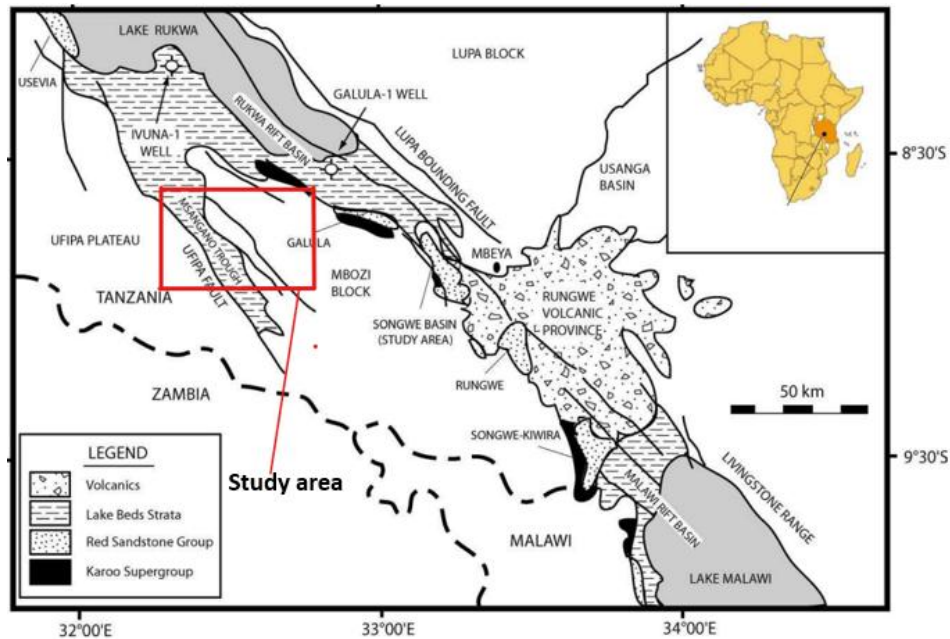 LAKE RUKWA
USEVIA
LUPA BLOCK
GALULA-1 WELL
IVUNA-1
WELL
RUKWA RIFT BASIN
LUPA BOUNDING FAULT
USANGA
BASIN
8°30'S
UFIPA PLATEAU
MSANGANO TROUGH
UFIPA FAULT
GALULA
MBOZI
BLOCK
MBEYA
TANZANIA
SONGWE BASIN
(STUDY AREA)
RUNGWE
VOLCANIC
PROVINCE
RUNGWE
50 km
ZAMBIA
SONGWE-KIWIRA
LEGEND
Volcanics
Lake Beds Strata
Red Sandstone Group
Karoo Supergroup
Study area
9°30'S
LIVINGSTONE RANGE
MALAWI RIFT BASIN
MALAWI
LAKE MALAWI
32°00'E
33°00'E
34°00'E